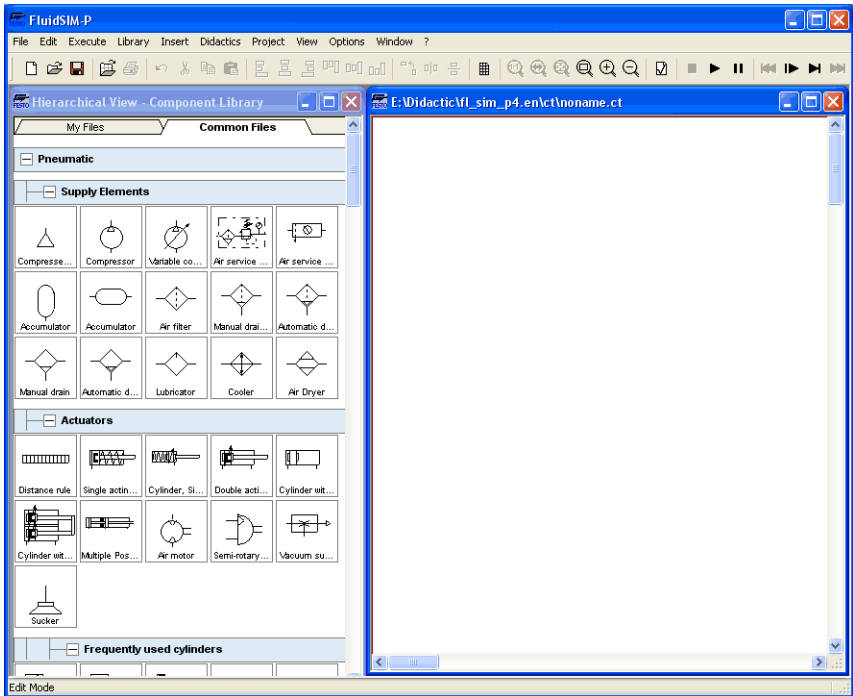 FluidSIM-P
File Edit Execute Library Insert Didactics Project View Options Window ?
Hierarchical View - Component Library
E:\Didactic\fl_sim_p4.en\ct\noname.ct
My Files Common Files
Pneumatic
Supply Elements
Compresse... Compressor Variable co... Air service ... Air service ...
Accumulator Accumulator Air filter Manual drai... Automatic d...
Manual drain Automatic d... Lubricator Cooler Air Dryer
Actuators
Distance rule Single actin... Cylinder, Si... Double acti... Cylinder wit...
Cylinder wit... Multiple Pos... Air motor Semi-rotary... Vacuum su...
Sucker
Frequently used cylinders
Edit Mode